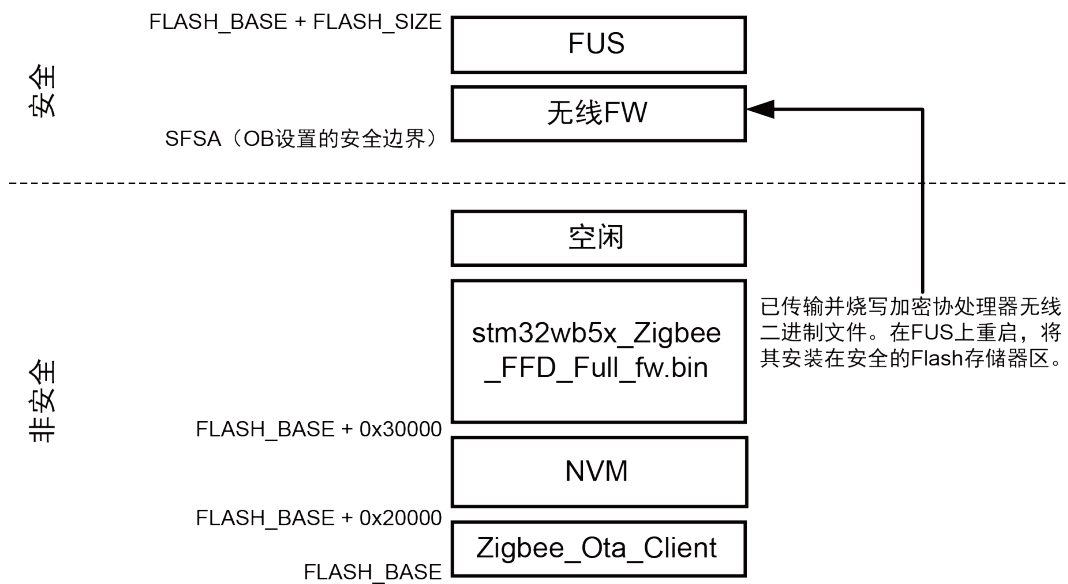 FLASH_BASE + FLASH_SIZE
FUS
安全
无线FW
SFSA（OB设置的安全边界）
空闲
已传输并烧写加密协处理器无线
二进制文件。在FUS上重启，将
其安装在安全的Flash存储器区。
stm32wb5x_Zigbee
_FFD_Full_fw.bin
非安全
FLASH_BASE + 0x30000
NVM
FLASH_BASE + 0x20000
Zigbee_Ota_Client
FLASH_BASE